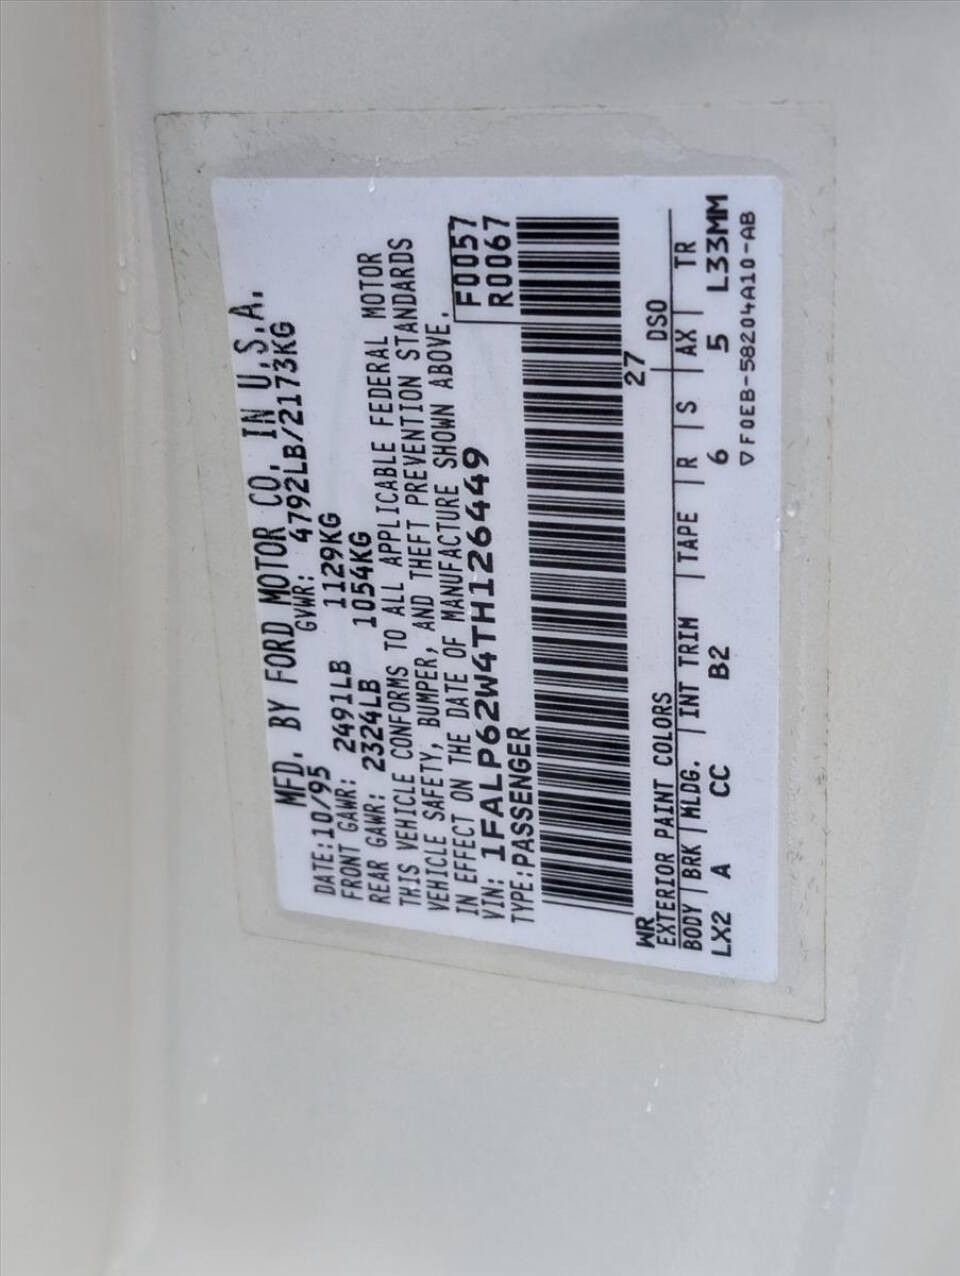 MFD. BY FORD MOTOR CO. IN U.S.A.
DATE:10/95 GVWR: 4792LB/2173KG
FRONT GAWR: 2491LB 1129KG
REAR GAWR: 2324LB 1054KG
THIS VEHICLE CONFORMS TO ALL APPLICABLE FEDERAL MOTOR
VEHICLE SAFETY, BUMPER, AND THEFT PREVENTION STANDARDS
IN EFFECT ON THE DATE OF MANUFACTURE SHOWN ABOVE.
VIN: 1FALP62W4TH126449 F0057
TYPE:PASSENGER R0067
WR 27
EXTERIOR PAINT COLORS DSO
BODY | BRK | MLDG. | INT TRIM | TAPE | R | S | AX | TR
LX2 A CC B2 6 5 L33MM
▽F0EB-58204A10-AB